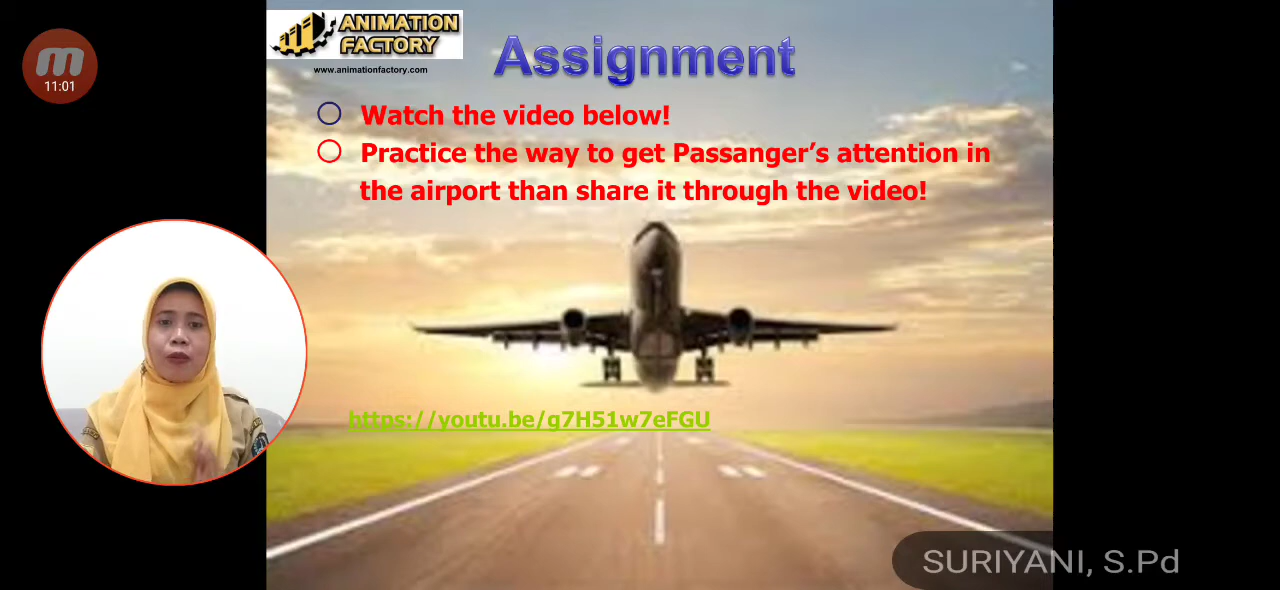 ANIMATION
FACTORY
www.animationfactory.com
Assignment
11:01
Watch the video below!
Practice the way to get Passanger’s attention in
the airport than share it through the video!
https://youtu.be/g7H51w7eFGU
SURIYANI, S.Pd